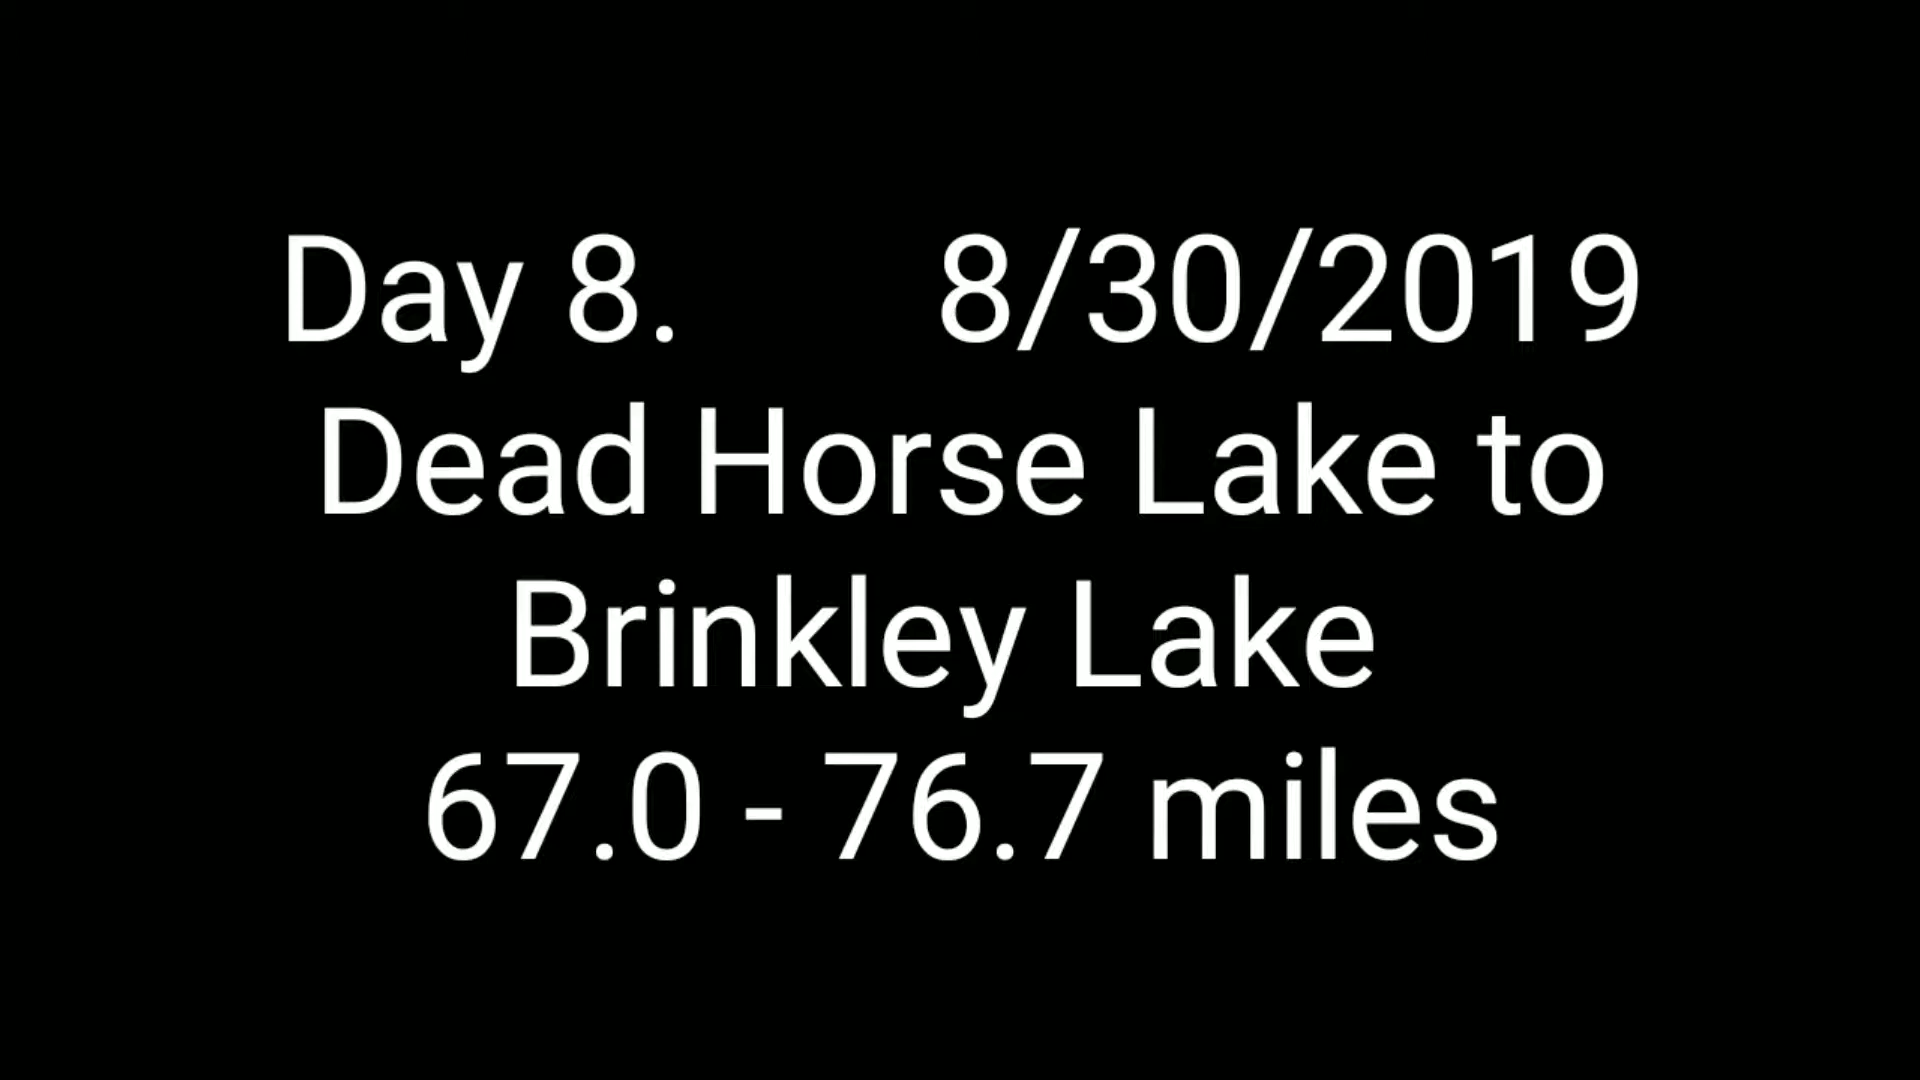 Day 8. 8/30/2019
Dead Horse Lake to
Brinkley Lake
67.0 - 76.7 miles